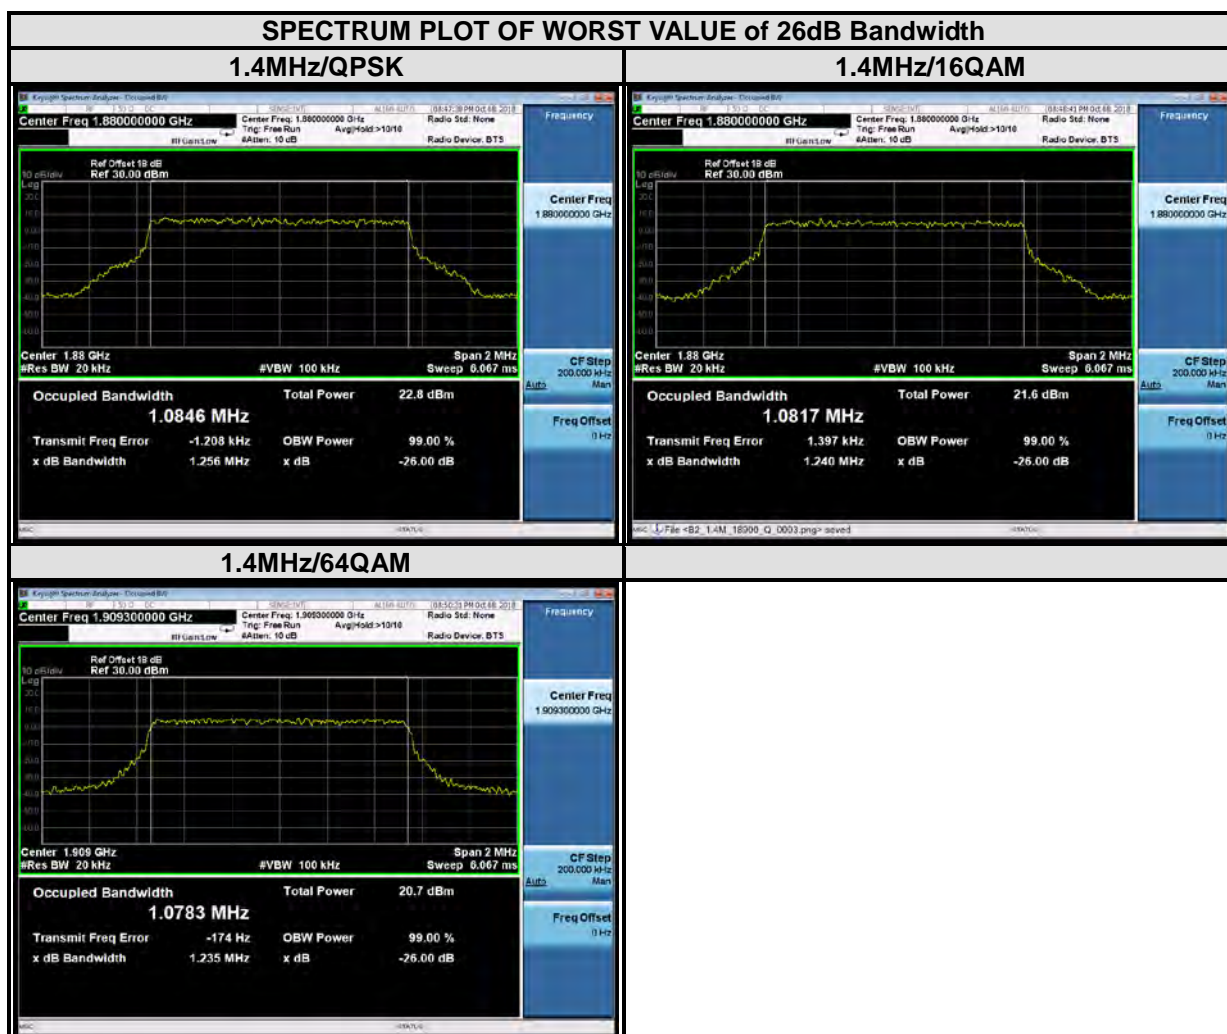 SPECTRUM PLOT OF WORST VALUE of 26dB Bandwidth
1.4MHz/QPSK
Center Freq 1.880000000 GHz
Center Freq: 1.880000000 GHz
Radio Std: None
Trig: Free Run
Avg|Hold:>10/10
#Atten: 10 dB
Radio Device: BTS
Frequency
Ref Offset 18 dB
10 dB/div
Ref 30.00 dBm
Log
Center Freq
1.880000000 GHz
Center 1.88 GHz
Span 2 MHz
#Res BW 20 kHz
#VBW 100 kHz
Sweep 6.067 ms
CF Step
200.000 kHz
Auto Man
Occupied Bandwidth
Total Power
22.8 dBm
1.0846 MHz
Freq Offset
0 Hz
Transmit Freq Error
-1.208 kHz
OBW Power
99.00 %
x dB Bandwidth
1.256 MHz
x dB
-26.00 dB
1.4MHz/16QAM
Center Freq 1.880000000 GHz
Center Freq: 1.880000000 GHz
Radio Std: None
Trig: Free Run
Avg|Hold:>10/10
#Atten: 10 dB
Radio Device: BTS
Frequency
Ref Offset 18 dB
10 dB/div
Ref 30.00 dBm
Log
Center Freq
1.880000000 GHz
Center 1.88 GHz
Span 2 MHz
#Res BW 20 kHz
#VBW 100 kHz
Sweep 6.067 ms
CF Step
200.000 kHz
Auto Man
Occupied Bandwidth
Total Power
21.6 dBm
1.0817 MHz
Freq Offset
0 Hz
Transmit Freq Error
1.397 kHz
OBW Power
99.00 %
x dB Bandwidth
1.240 MHz
x dB
-26.00 dB
File <B2_1.4M_18900_Q_0003.png> saved
1.4MHz/64QAM
Center Freq 1.909300000 GHz
Center Freq: 1.909300000 GHz
Radio Std: None
Trig: Free Run
Avg|Hold:>10/10
#Atten: 10 dB
Radio Device: BTS
Frequency
Ref Offset 18 dB
10 dB/div
Ref 30.00 dBm
Log
Center Freq
1.909300000 GHz
Center 1.909 GHz
Span 2 MHz
#Res BW 20 kHz
#VBW 100 kHz
Sweep 6.067 ms
CF Step
200.000 kHz
Auto Man
Occupied Bandwidth
Total Power
20.7 dBm
1.0783 MHz
Freq Offset
0 Hz
Transmit Freq Error
-174 Hz
OBW Power
99.00 %
x dB Bandwidth
1.235 MHz
x dB
-26.00 dB